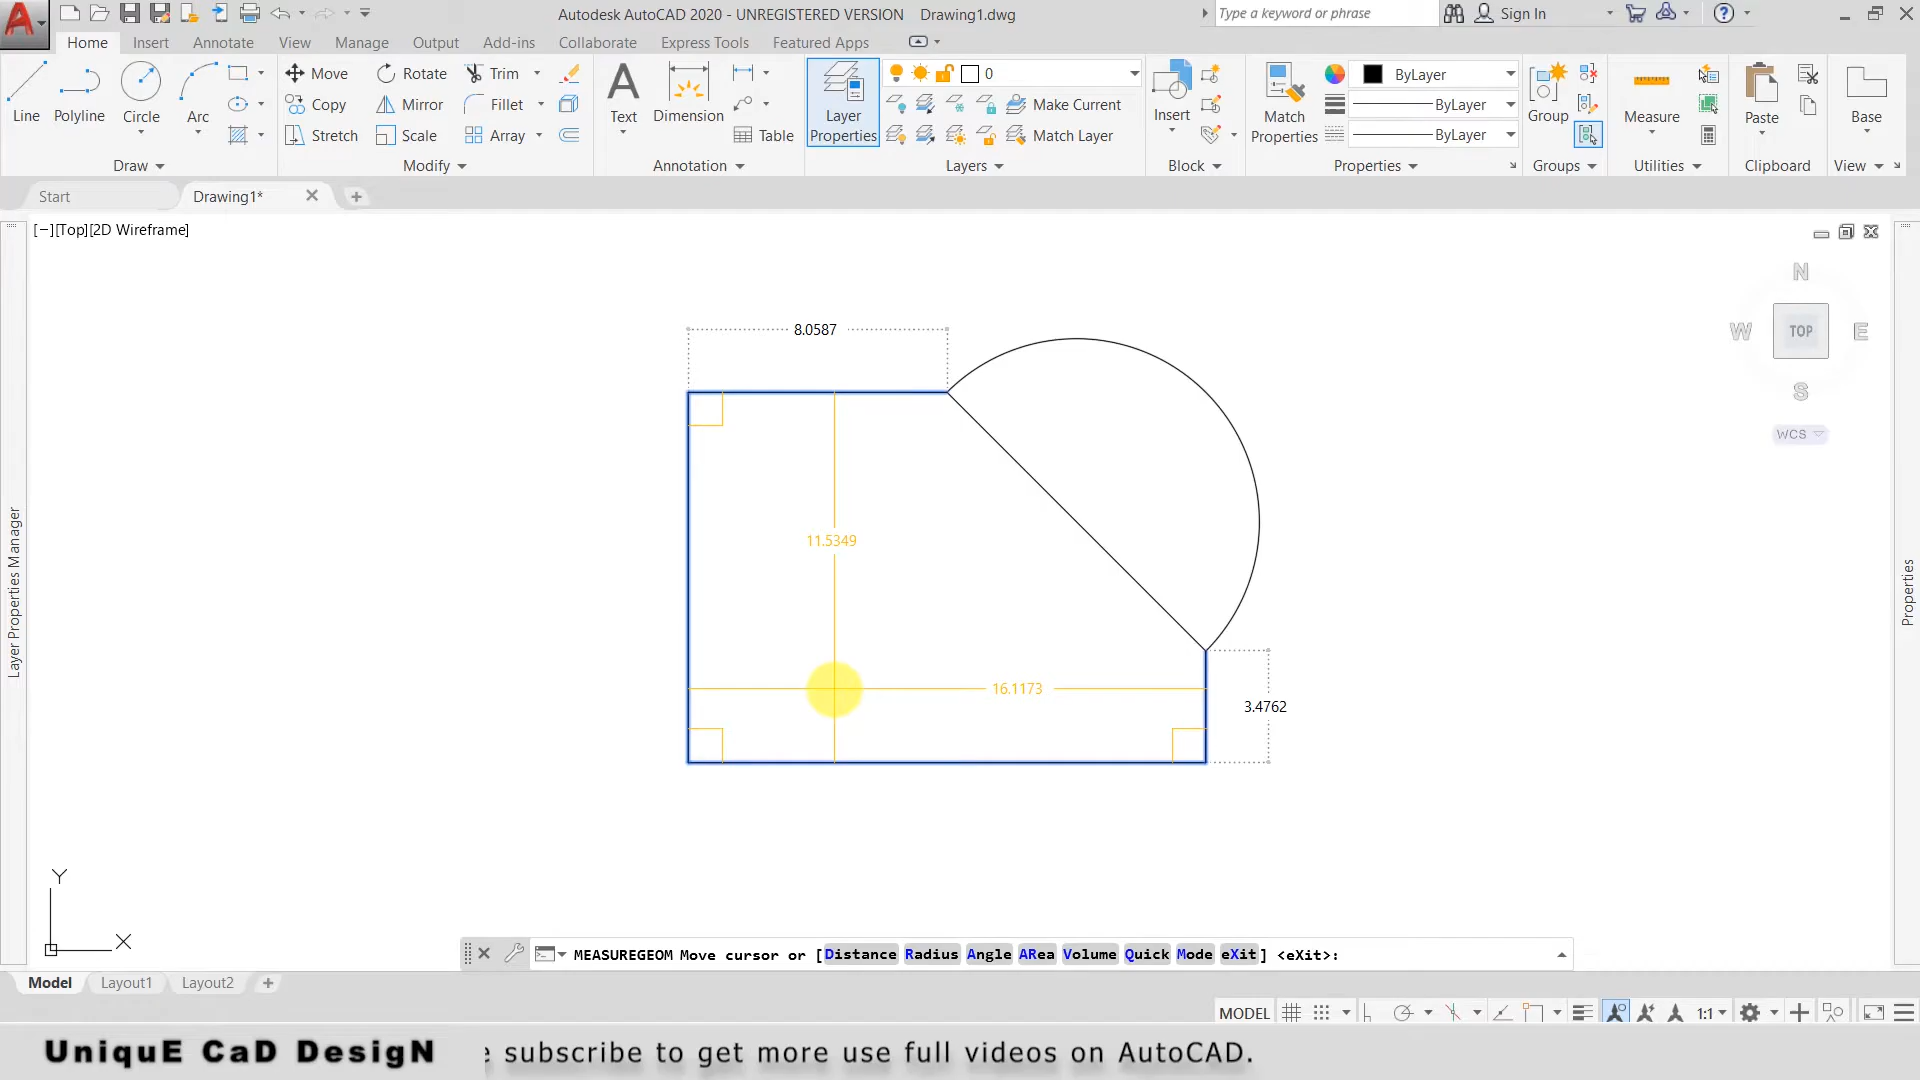 Autodesk AutoCAD 2020 - UNREGISTERED VERSION Drawing1.dwg
Type a keyword or phrase
Sign In
Home Insert Annotate View Manage Output Add-ins Collaborate Express Tools Featured Apps
Line Polyline Circle Arc
Move Rotate Trim
Copy Mirror Fillet
Stretch Scale Array
Text Dimension Table
Layer Properties
0
Make Current
Match Layer
Insert
Match Properties
ByLayer
ByLayer
ByLayer
Group
Measure
Paste
Base
Draw Modify Annotation Layers Block Properties Groups Utilities Clipboard View
Start Drawing1*
[−][Top][2D Wireframe]
N
W TOP E
S
WCS
8.0587
11.5349
16.1173
3.4762
Layer Properties Manager
Properties
Y
X
MEASUREGEOM Move cursor or [Distance Radius Angle ARea Volume Quick Mode eXit] <eXit>:
Model Layout1 Layout2
MODEL 1:1
UniquE CaD DesigN
e subscribe to get more use full videos on AutoCAD.